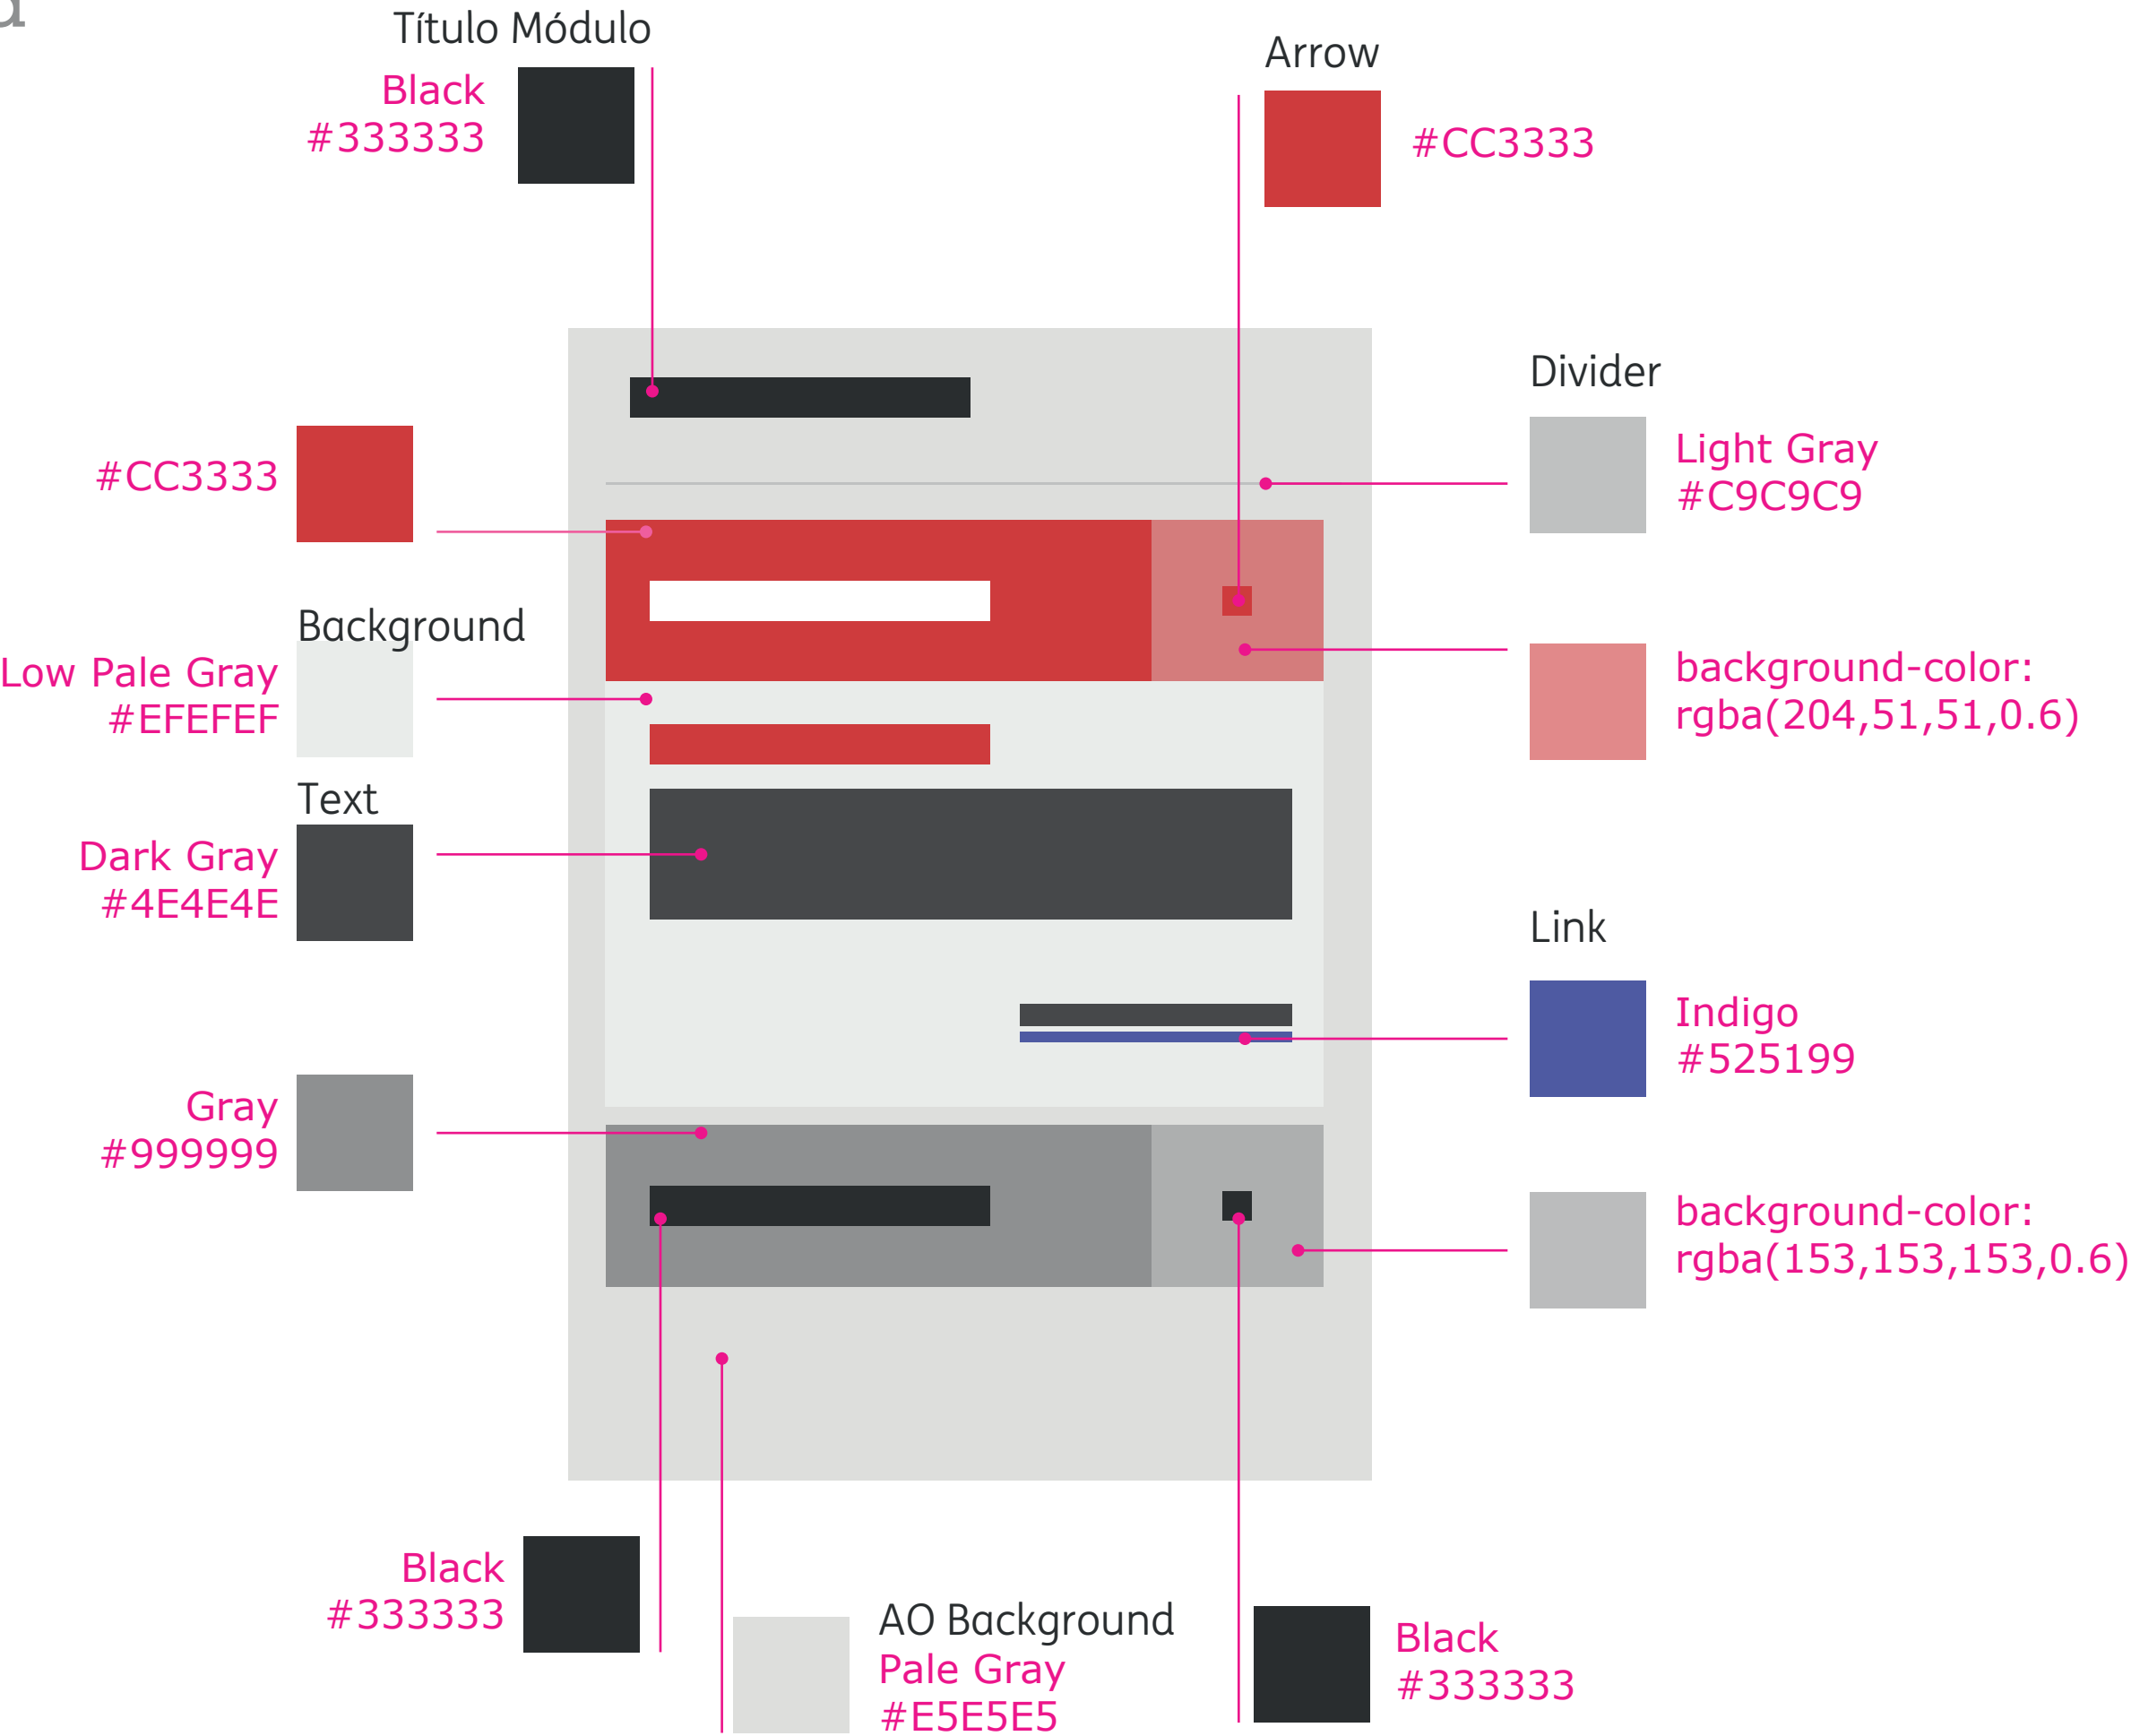 Título Módulo
Black
#333333
Arrow
#CC3333
Divider
Light Gray
#C9C9C9
#CC3333
Background
Low Pale Gray
#EFEFEF
background-color:
rgba(204,51,51,0.6)
Text
Dark Gray
#4E4E4E
Link
Indigo
#525199
Gray
#999999
background-color:
rgba(153,153,153,0.6)
Black
#333333
AO Background
Pale Gray
#E5E5E5
Black
#333333